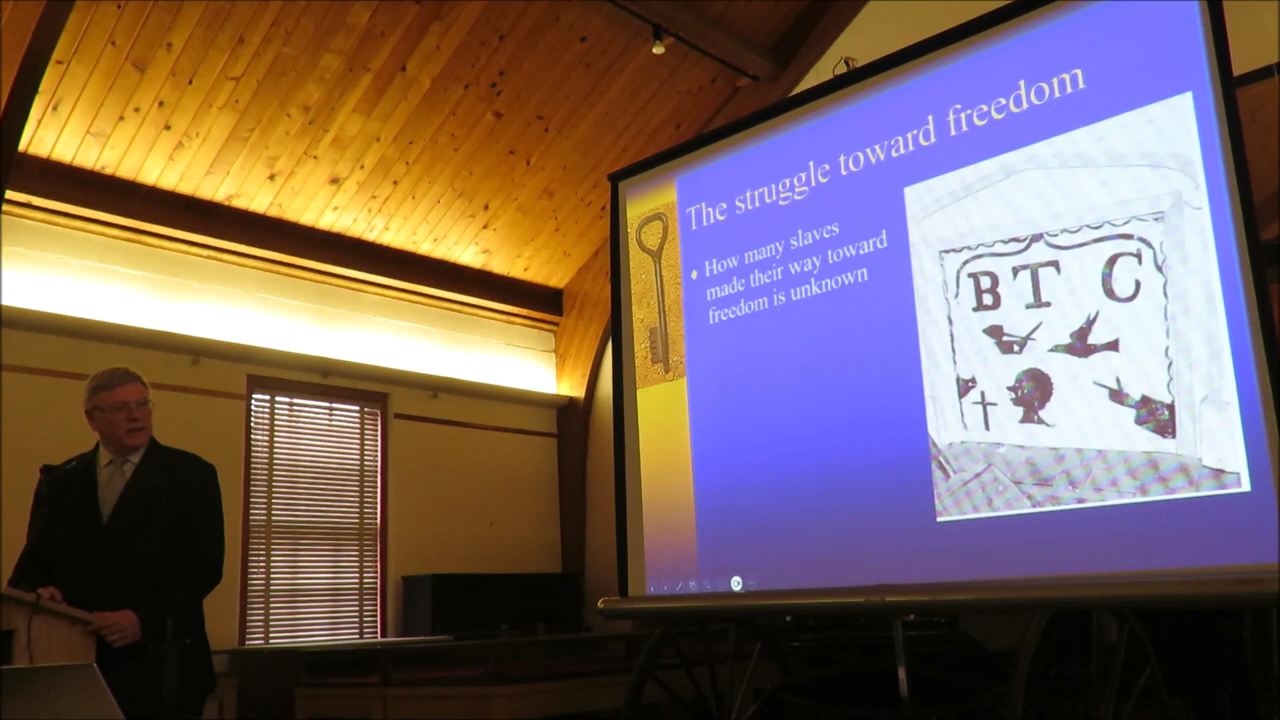 The struggle toward freedom
How many slaves
made their way toward
freedom is unknown
B T C